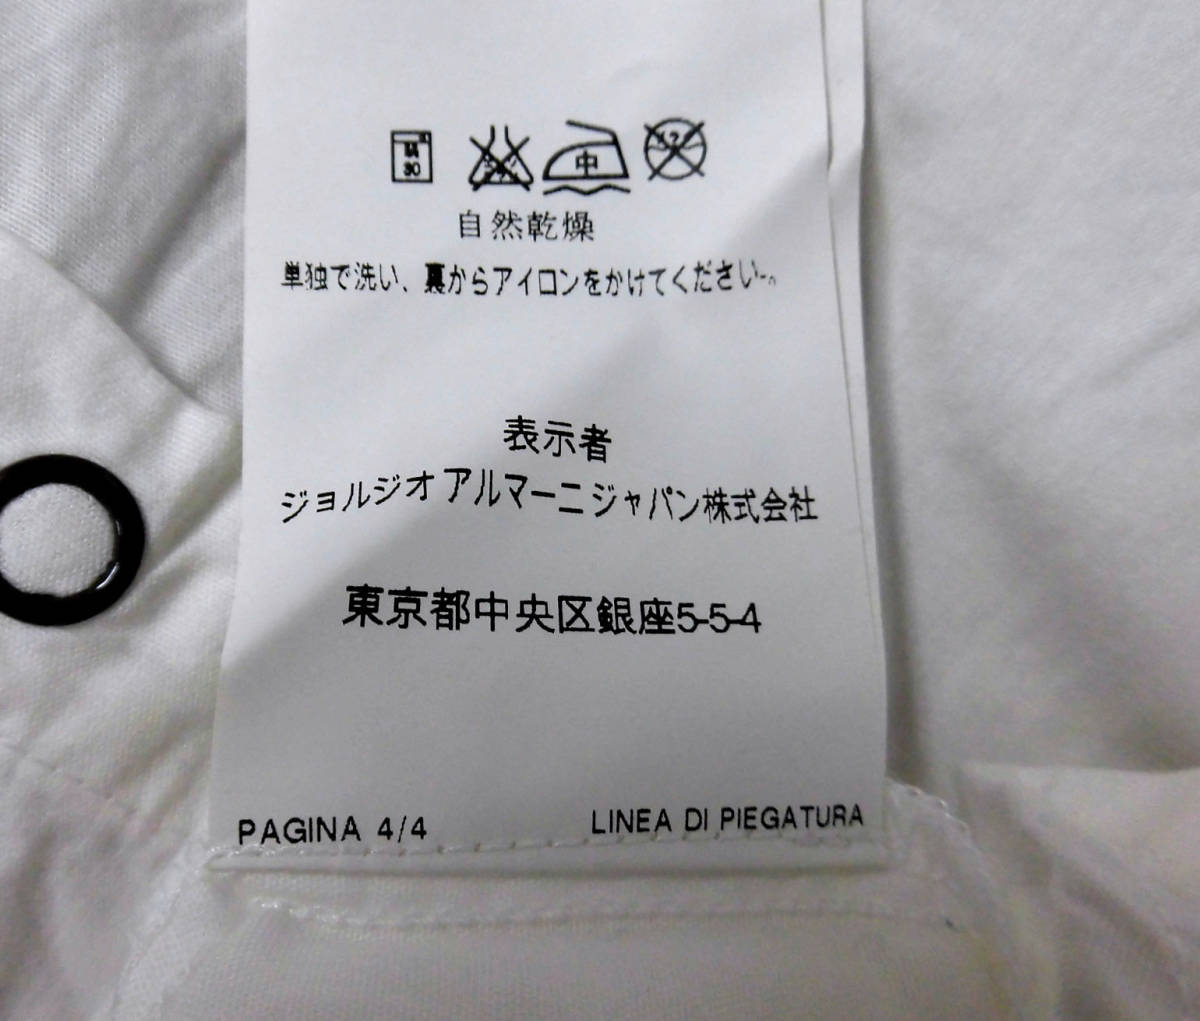 30
中
自然乾燥
単独で洗い、裏からアイロンをかけてください。
表示者
ジョルジオアルマーニジャパン株式会社
東京都中央区銀座5-5-4
PAGINA 4/4
LINEA DI PIEGATURA